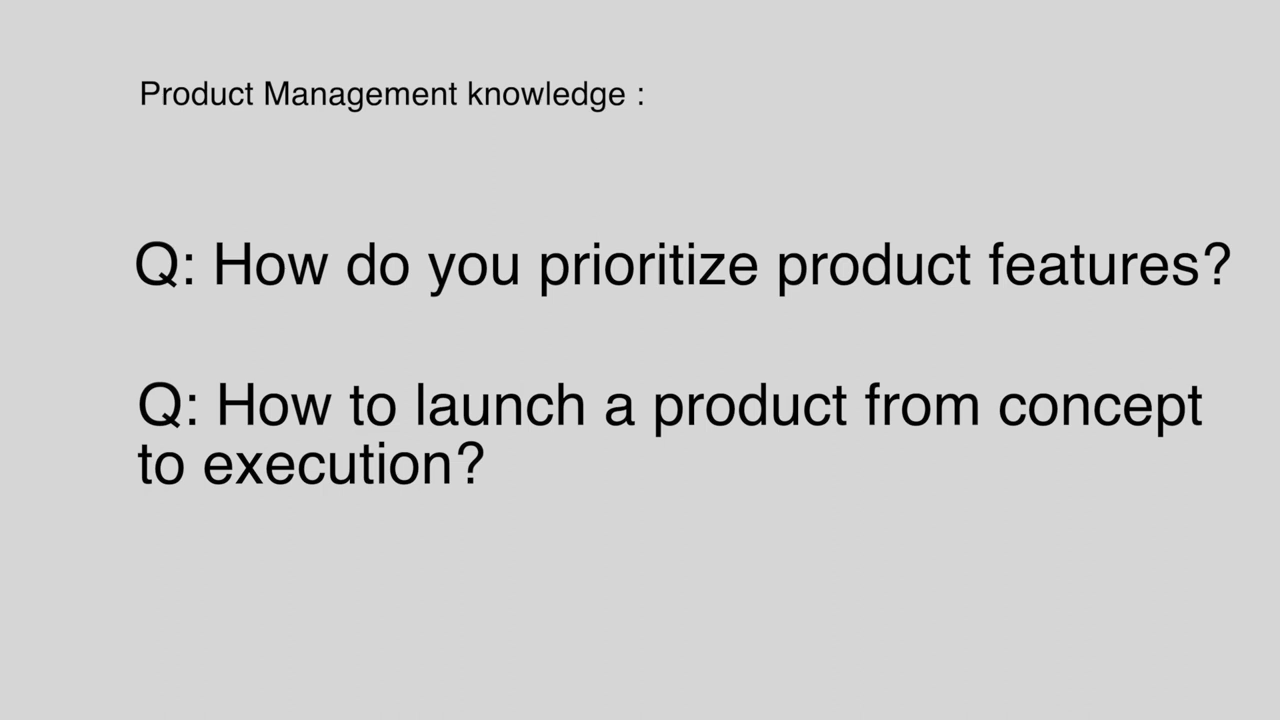 Product Management knowledge :
Q: How do you prioritize product features?
Q: How to launch a product from concept
to execution?